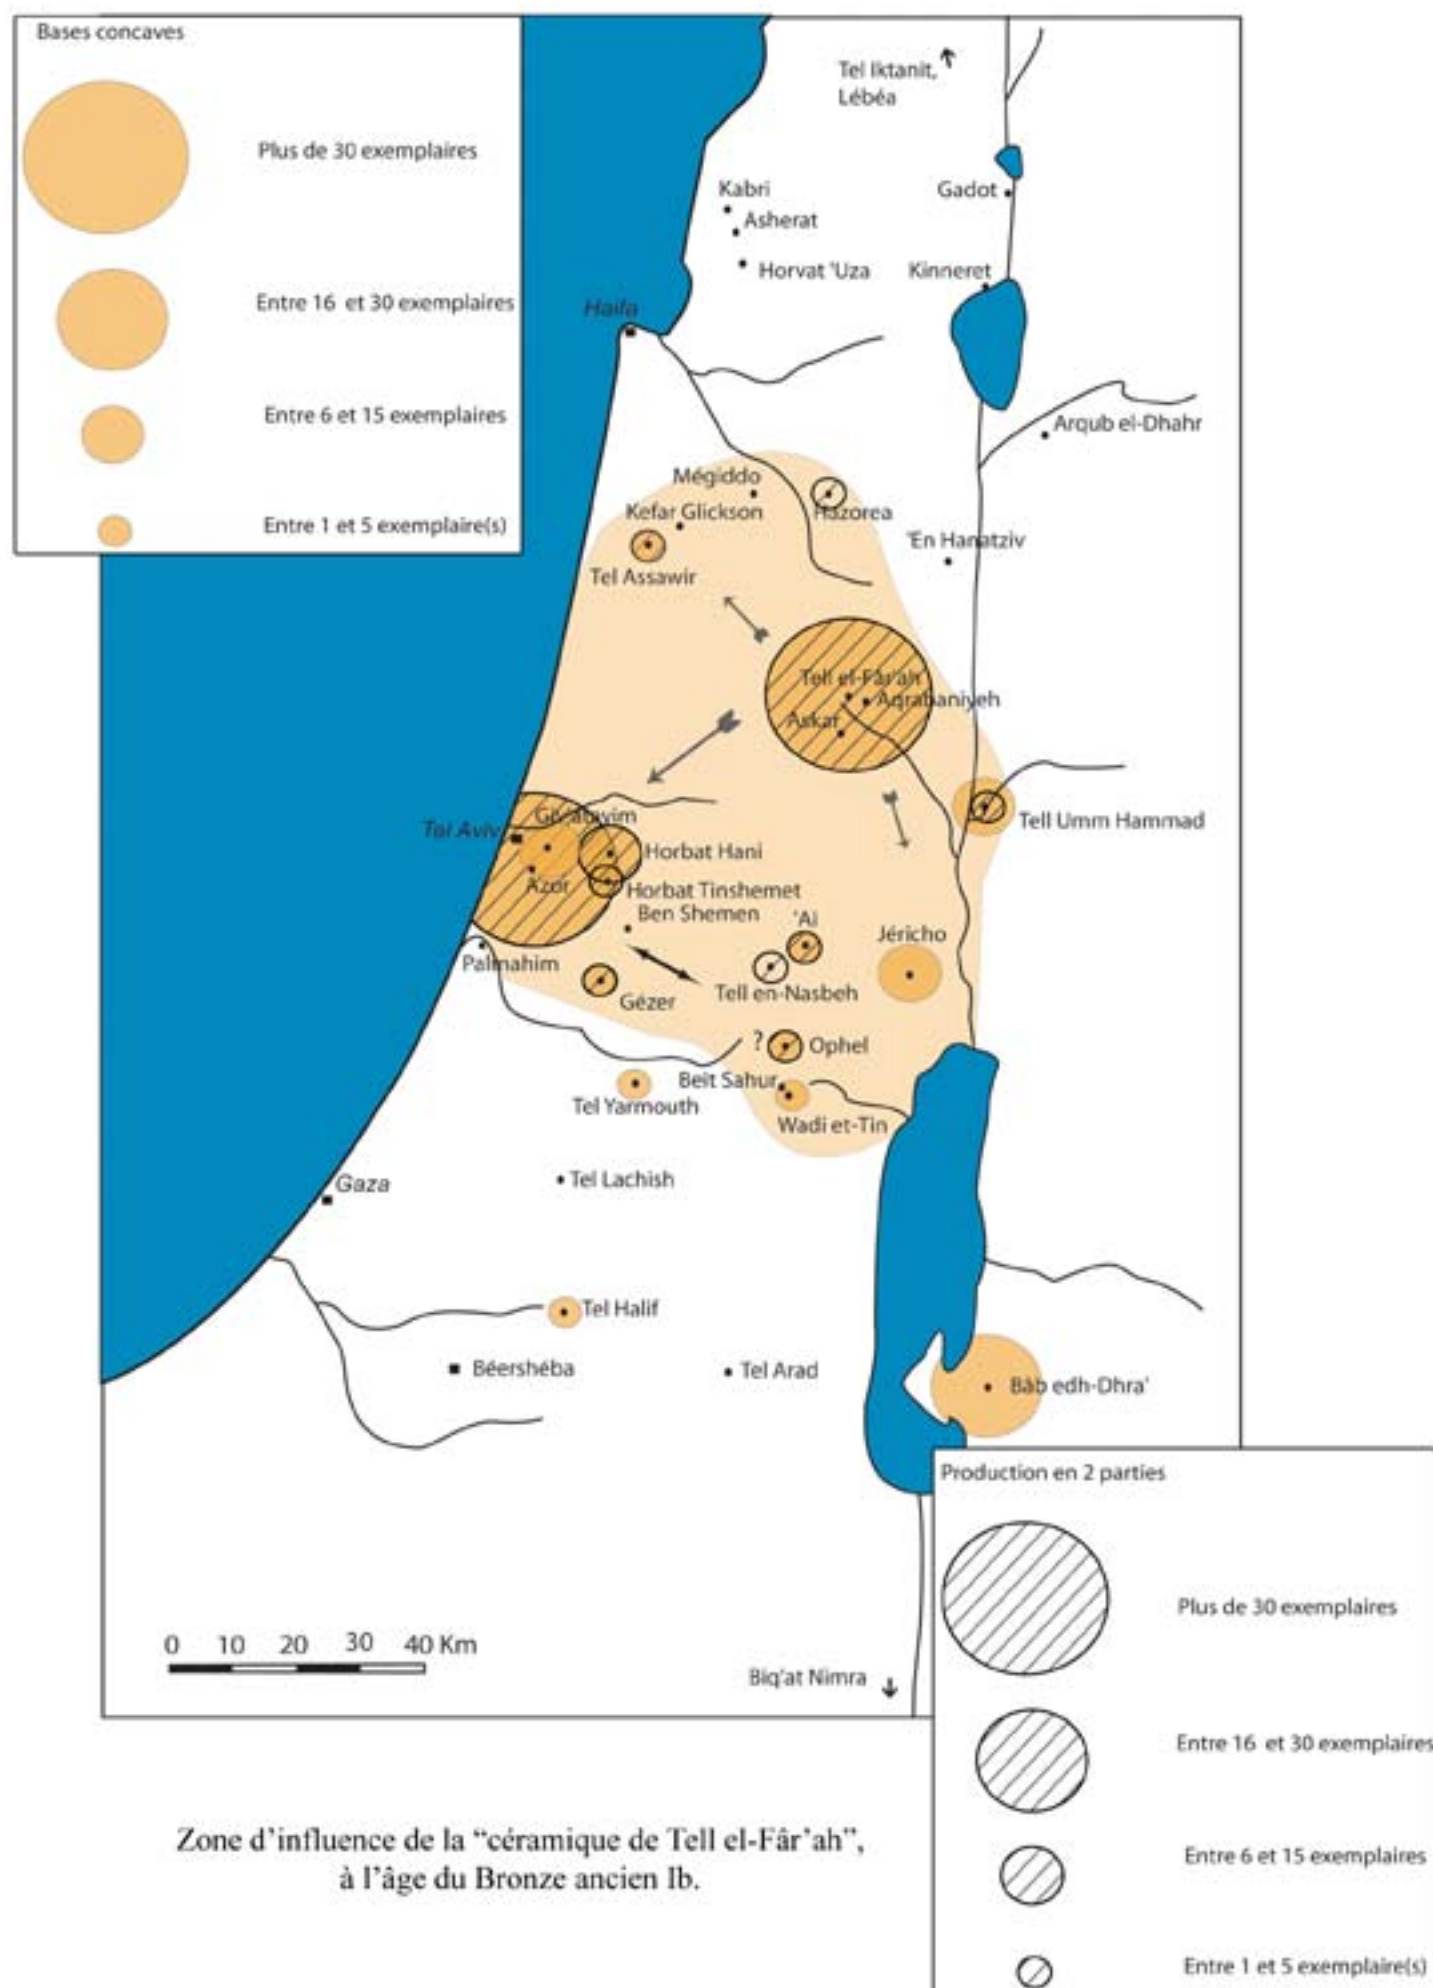 Bases concaves
Plus de 30 exemplaires
Entre 16 et 30 exemplaires
Entre 6 et 15 exemplaires
Entre 1 et 5 exemplaire(s)
Tel Iktanit,
Lébéa
Kabri
Asherat
Horvat 'Uza
Gadot
Kinneret
Haifa
Arqub el-Dhahr
Mégiddo
Kefar Glickson
Hazorea
Tel Assawir
'En Hanatziv
Tell el-Fâr'ah
Aqrabaniyeh
Askar
Tell Umm Hammad
Tel Aviv
Horbat Hani
Azor
Horbat Tinshemet
Ben Shemen
'Ai
Jéricho
Palmahim
Gézer
Tell en-Nasbeh
? Ophel
Beit Sahur
Tel Yarmouth
Wadi et-Tin
Tel Lachish
Gaza
Tel Halif
Béershéba
Tel Arad
Bâb edh-Dhra'
0 10 20 30 40 Km
Biq'at Nimra
Production en 2 parties
Plus de 30 exemplaires
Entre 16 et 30 exemplaires
Entre 6 et 15 exemplaires
Entre 1 et 5 exemplaire(s)
Zone d'influence de la “céramique de Tell el-Fâr'ah”,
à l'âge du Bronze ancien Ib.